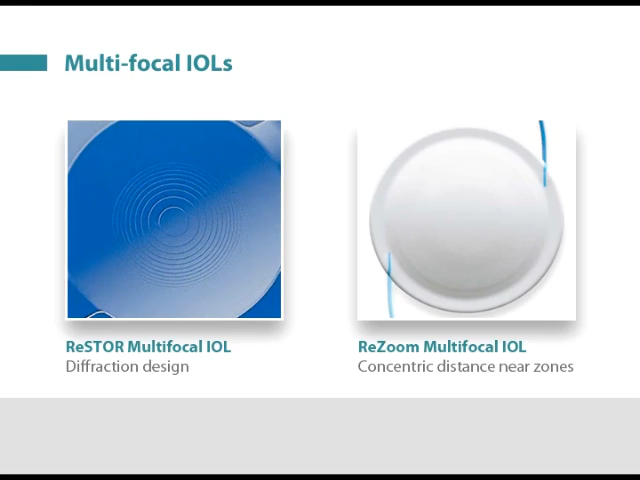 Multi-focal IOLs
ReSTOR Multifocal IOL
Diffraction design
ReZoom Multifocal IOL
Concentric distance near zones